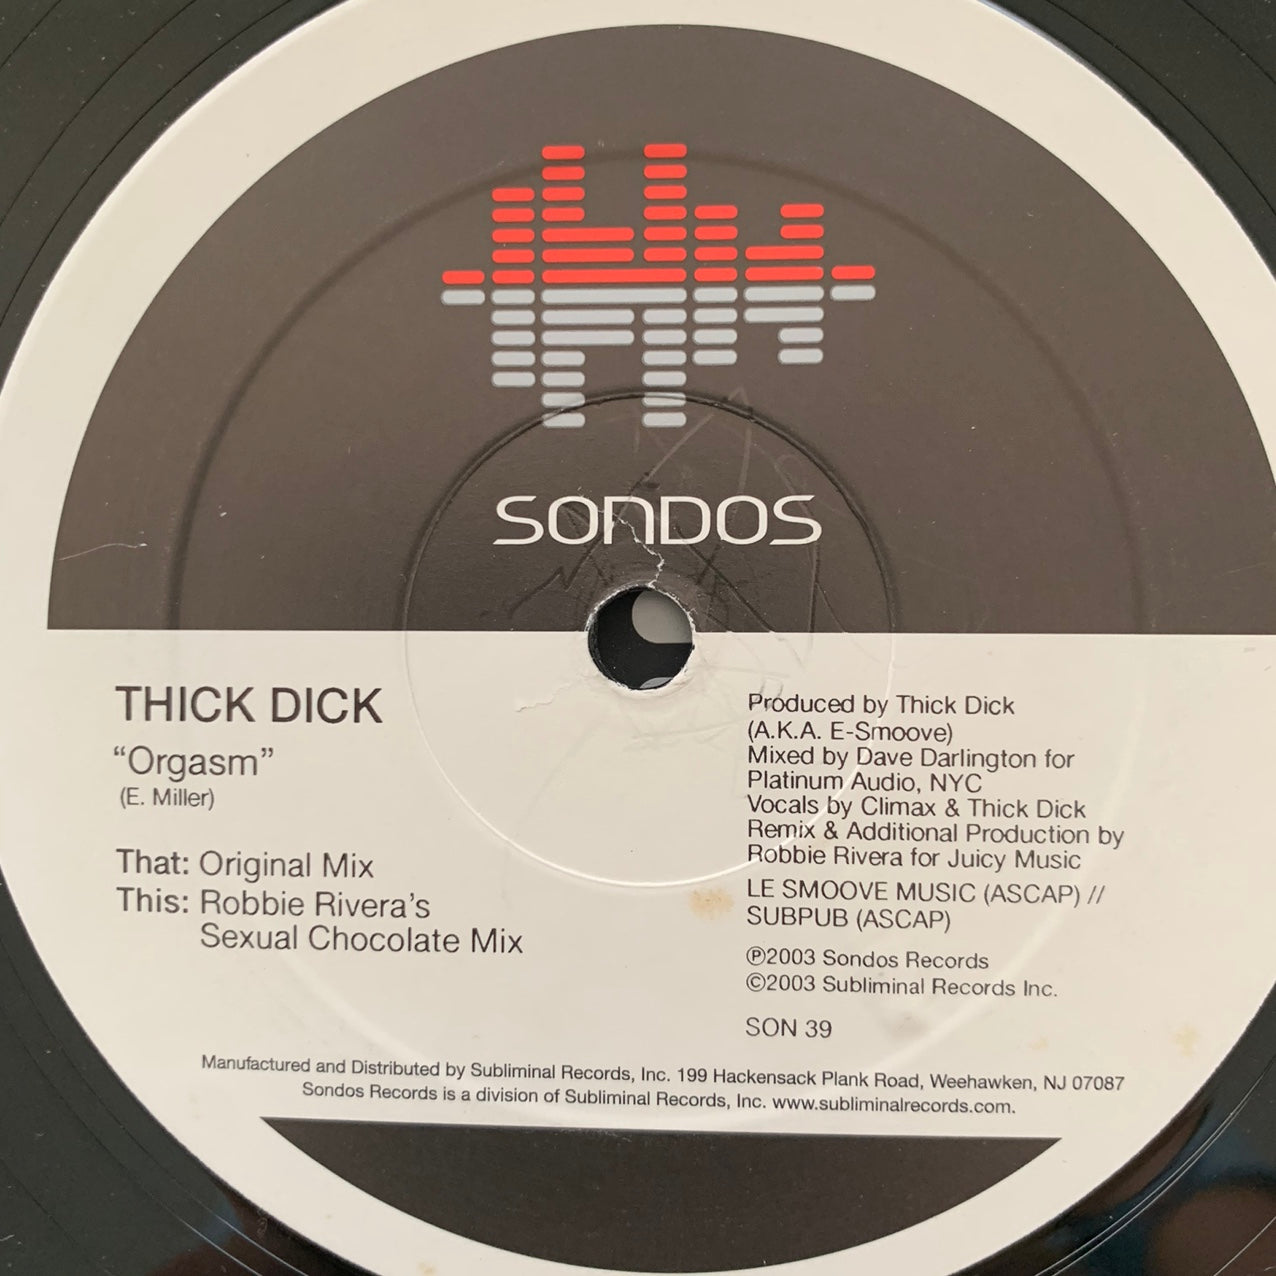 SONDOS
THICK DICK
“Orgasm”
(E. Miller)
That: Original Mix
This: Robbie Rivera’s
Sexual Chocolate Mix
Produced by Thick Dick
(A.K.A. E-Smoove)
Mixed by Dave Darlington for
Platinum Audio, NYC
Vocals by Climax & Thick Dick
Remix & Additional Production by
Robbie Rivera for Juicy Music
LE SMOOVE MUSIC (ASCAP) //
SUBPUB (ASCAP)
℗2003 Sondos Records
©2003 Subliminal Records Inc.
SON 39
Manufactured and Distributed by Subliminal Records, Inc. 199 Hackensack Plank Road, Weehawken, NJ 07087
Sondos Records is a division of Subliminal Records, Inc. www.subliminalrecords.com.